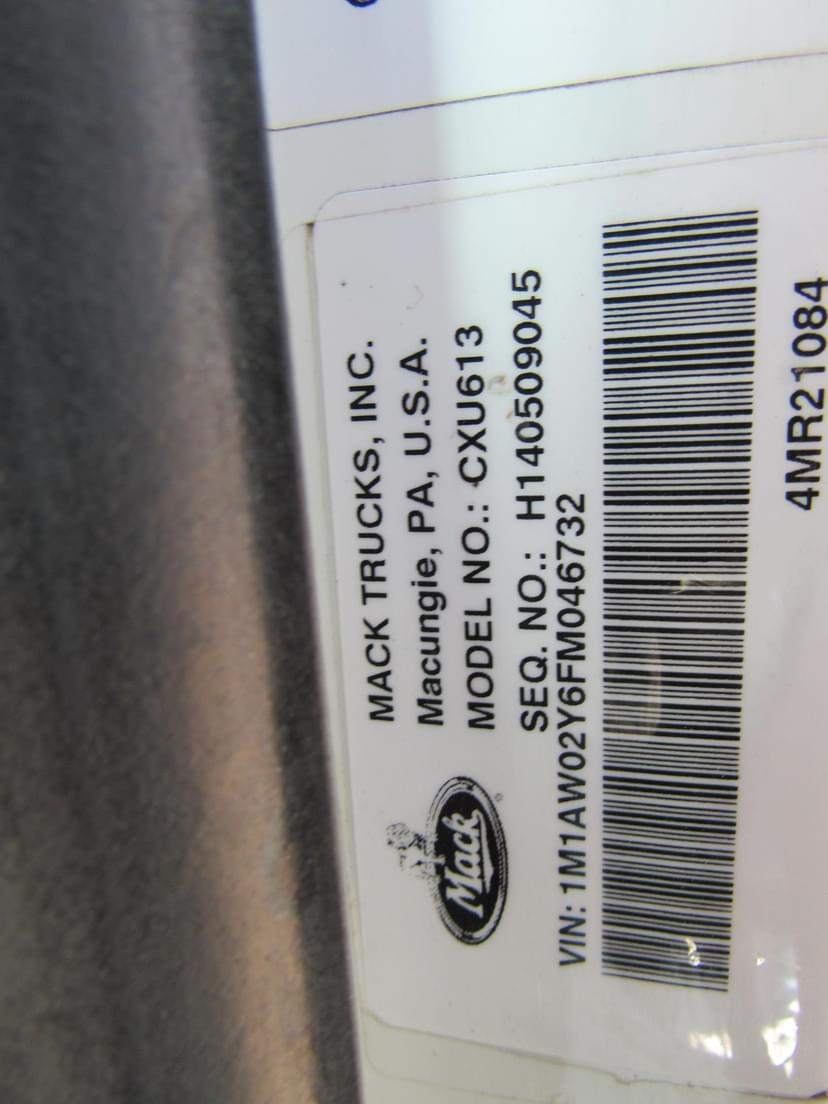 MACK TRUCKS, INC.
Macungie, PA, U.S.A.
MODEL NO.: CXU613
SEQ. NO.: H140509045
Mack
VIN: 1M1AW02Y6FM046732
4MR21084